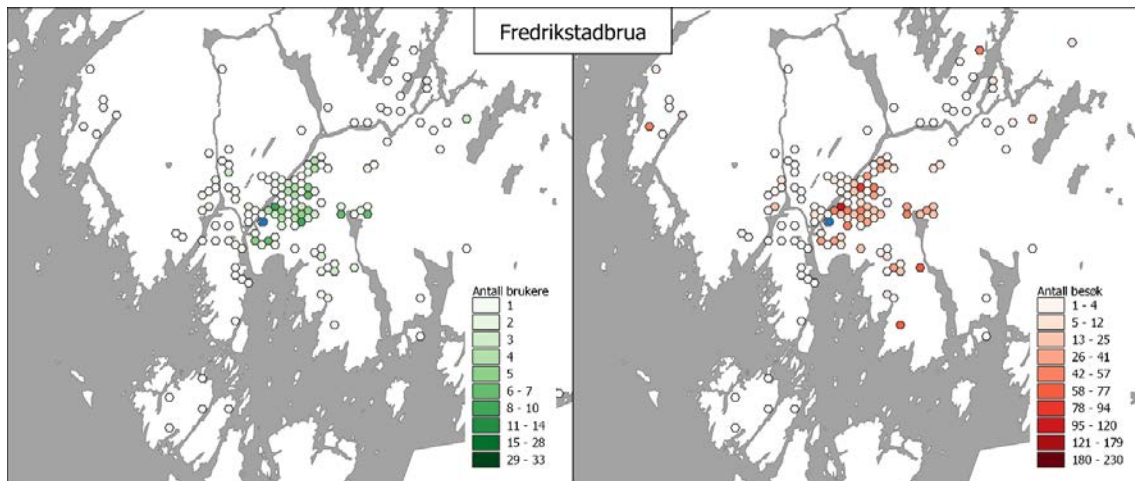 Fredrikstadbrua
Antall brukere
1
2
3
4
5
6 - 7
8 - 10
11 - 14
15 - 28
29 - 33
Antall besøk
1 - 4
5 - 12
13 - 25
26 - 41
42 - 57
58 - 77
78 - 94
95 - 120
121 - 179
180 - 230